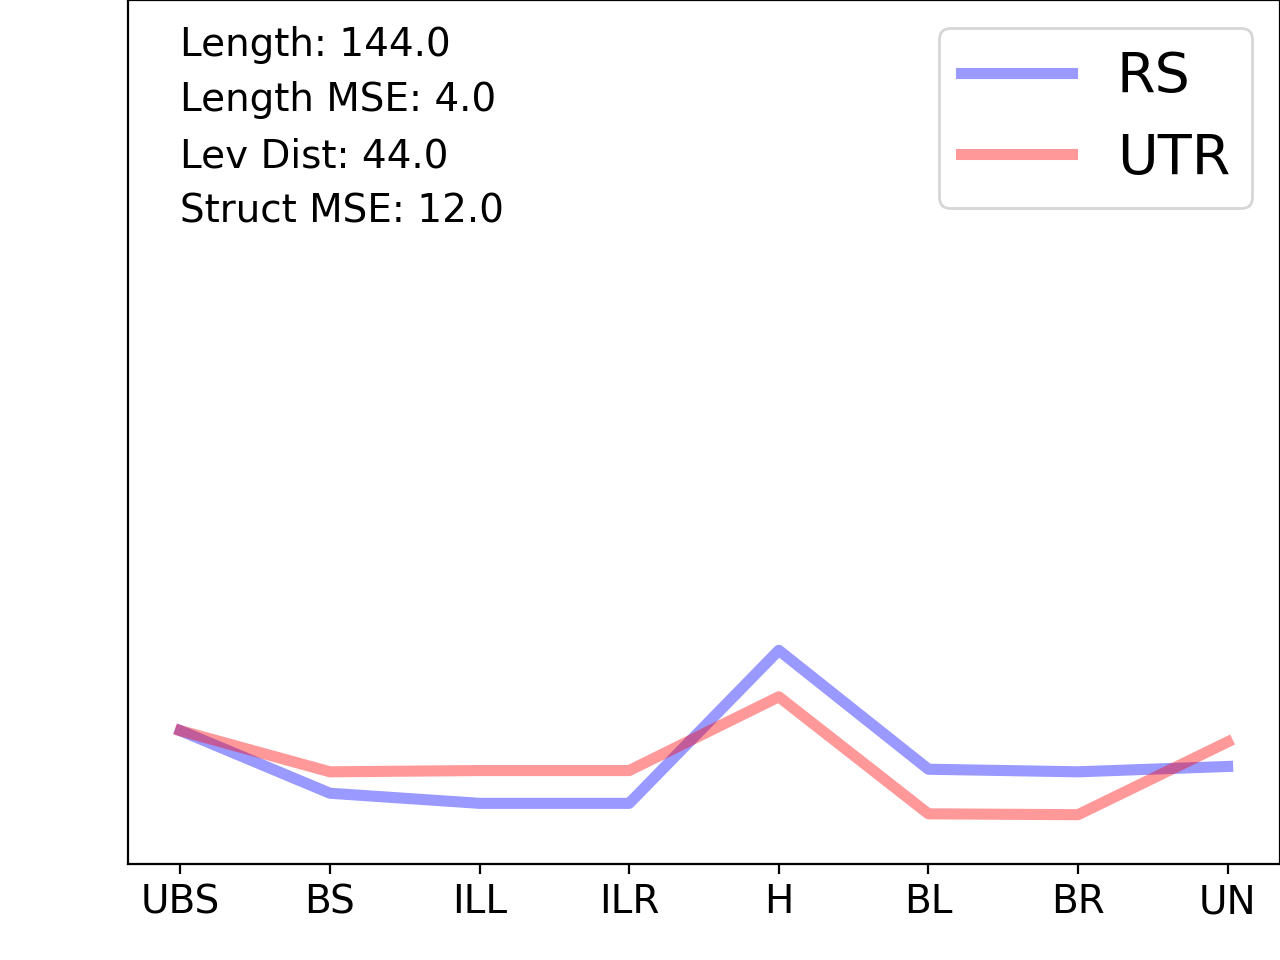 Length: 144.0
Length MSE: 4.0
Lev Dist: 44.0
Struct MSE: 12.0
RS
UTR
UBS BS ILL ILR H BL BR UN